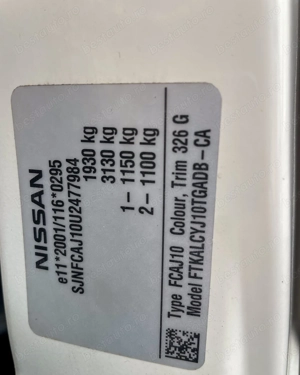 NISSAN
e11*2001/116*0295
SJNFCAJ10U2477984
1930 kg
3130 kg
1– 1150 kg
2– 1100 kg
Type FCAJ10 Colour, Trim 326 G
Model FTKALCYJ10TGADB-CA